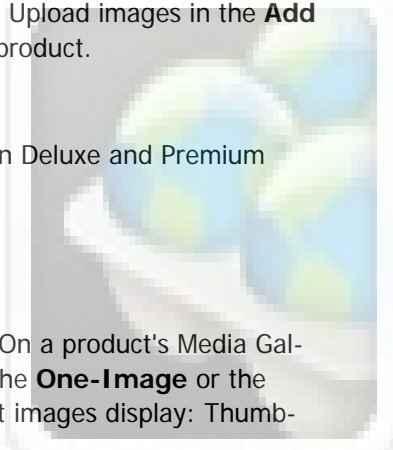 Upload images in the Add
product.
n Deluxe and Premium
On a product's Media Gal-
he One-Image or the
t images display: Thumb-